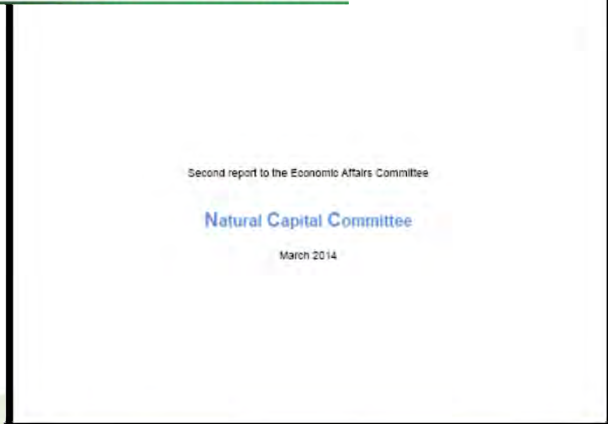 Second report to the Economic Affairs Committee
Natural Capital Committee
March 2014